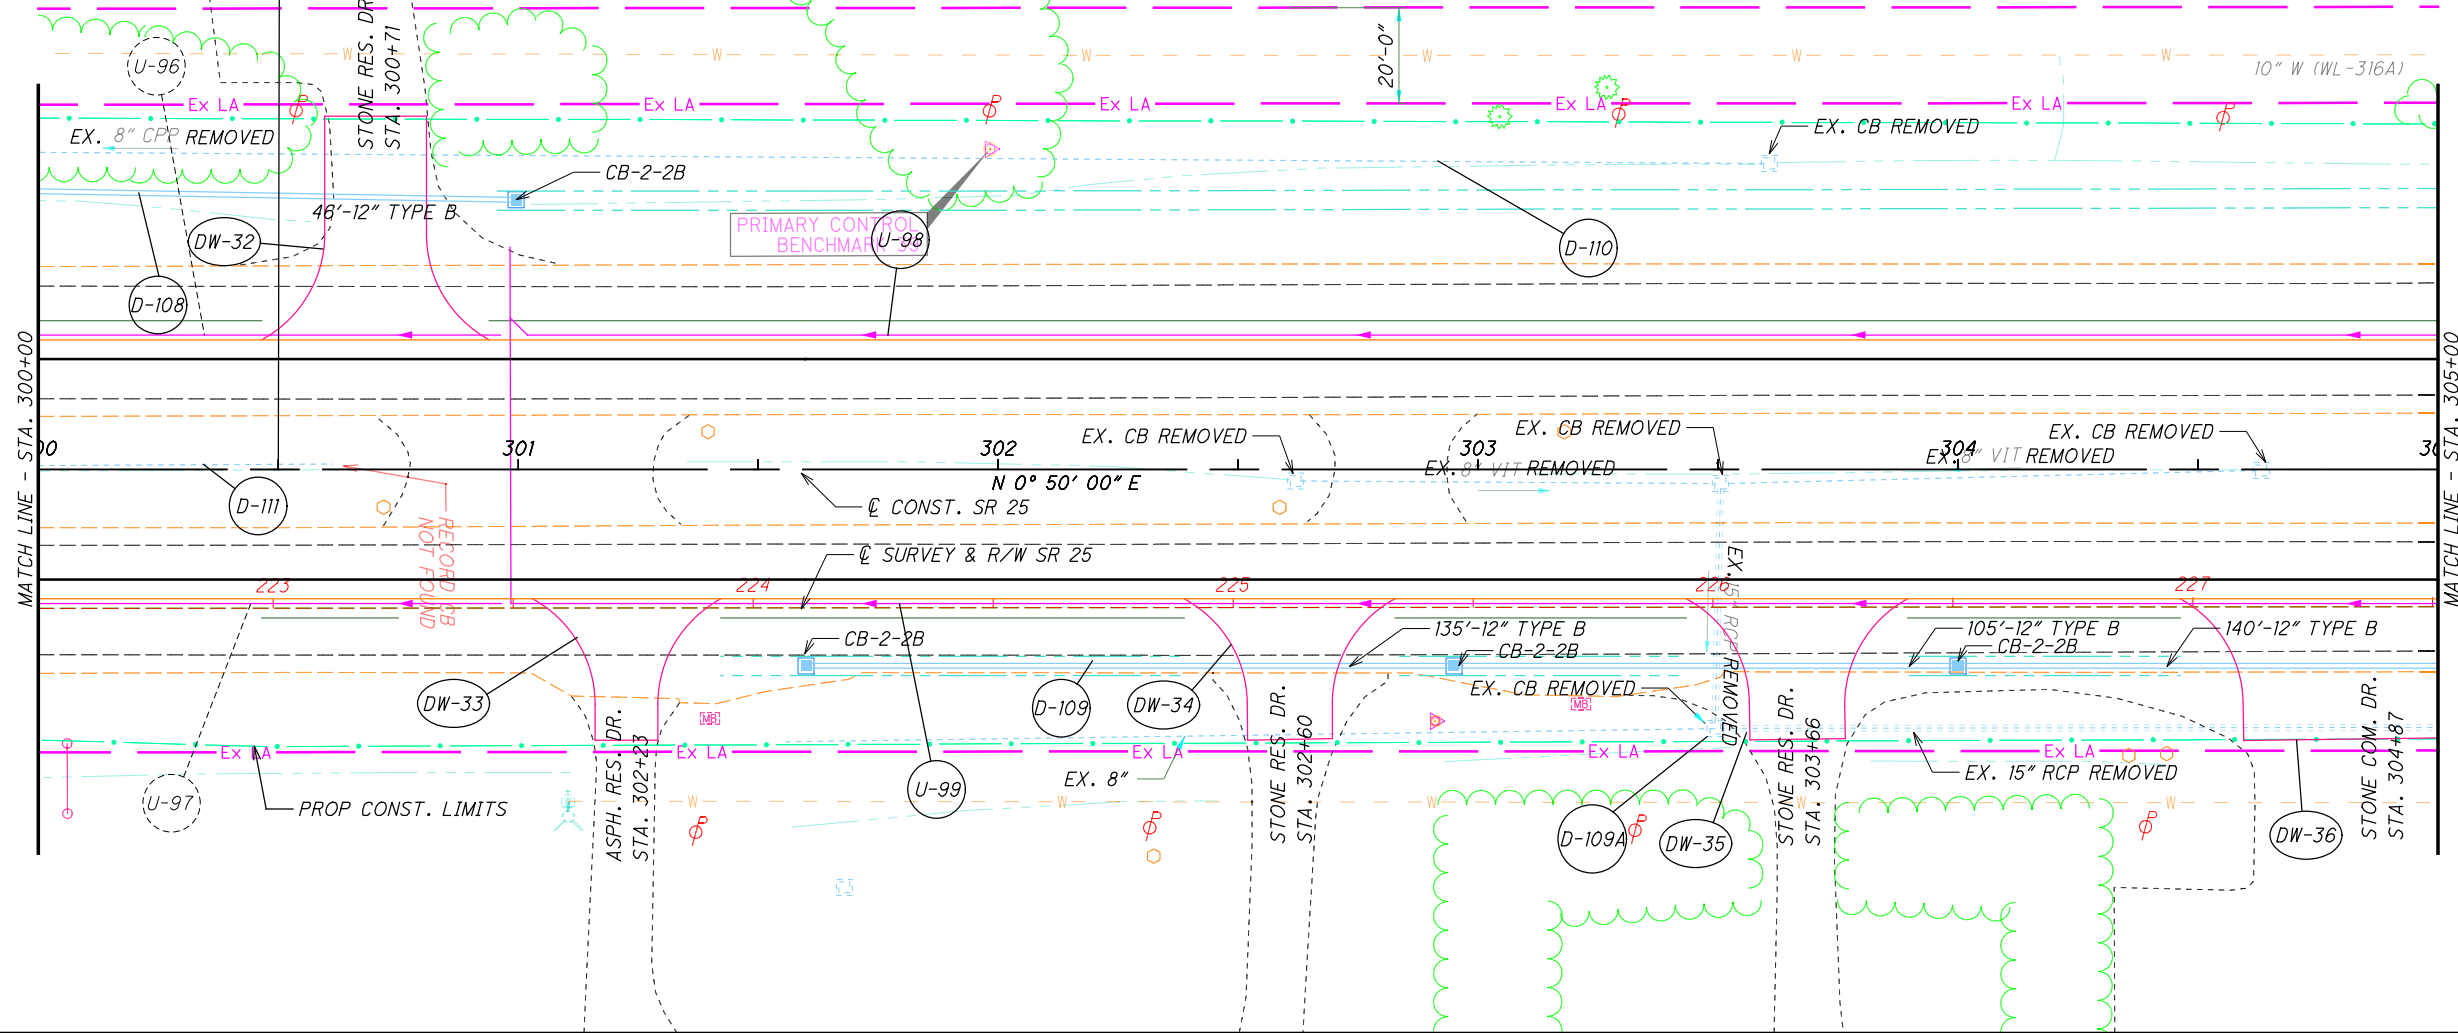 STONE RES. DR.
STA. 300+71
U-96
W W W W W W
20'-0"
10" W (WL-316A)
Ex LA Ex LA Ex LA Ex LA Ex LA
P P P P
EX. 8" CPP REMOVED
EX. CB REMOVED
CB-2-2B
46'-12" TYPE B
DW-32
PRIMARY CONTROL
BENCHMARK
U-98
D-110
D-108
MATCH LINE - STA. 300+00
MATCH LINE - STA. 305+00
301 302 303 304
EX. CB REMOVED
EX. CB REMOVED
EX. CB REMOVED
EX. 8" VIT REMOVED
EX. 8" VIT REMOVED
N 0° 50' 00" E
℄ CONST. SR 25
D-111
RECORD CB
NOT FOUND
℄ SURVEY & R/W SR 25
EX. 15" RCP REMOVED
223 224 225 226 227
CB-2-2B
135'-12" TYPE B
CB-2-2B
105'-12" TYPE B
CB-2-2B
140'-12" TYPE B
DW-33
D-109
DW-34
EX. CB REMOVED
MB MB
ASPH. RES. DR.
STA. 302+23
STONE RES. DR.
STA. 302+60
STONE RES. DR.
STA. 303+66
STONE COM. DR.
STA. 304+87
Ex LA Ex LA Ex LA Ex LA Ex LA
EX. 8"
EX. 15" RCP REMOVED
U-97
PROP CONST. LIMITS
U-99
W W W W W
P P P P
D-109A
DW-35
DW-36